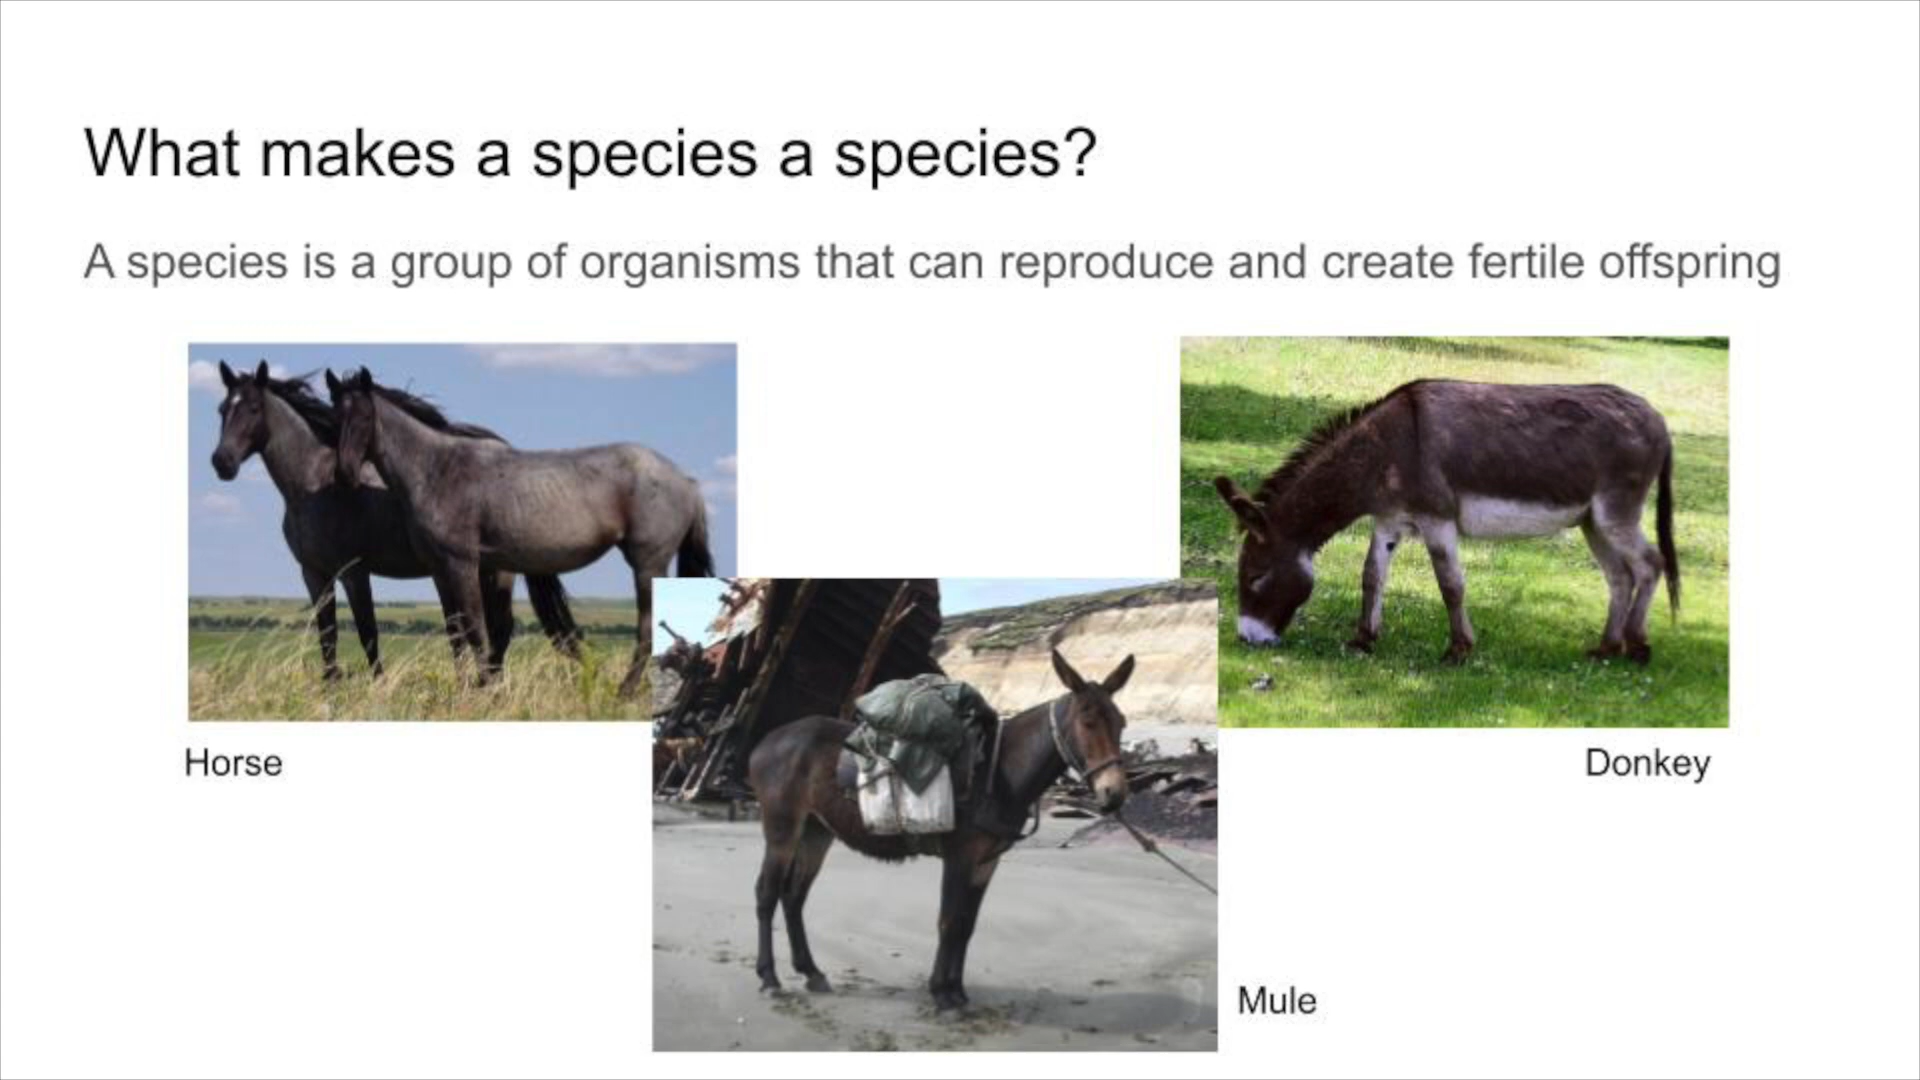 What makes a species a species?
A species is a group of organisms that can reproduce and create fertile offspring
Horse
Donkey
Mule